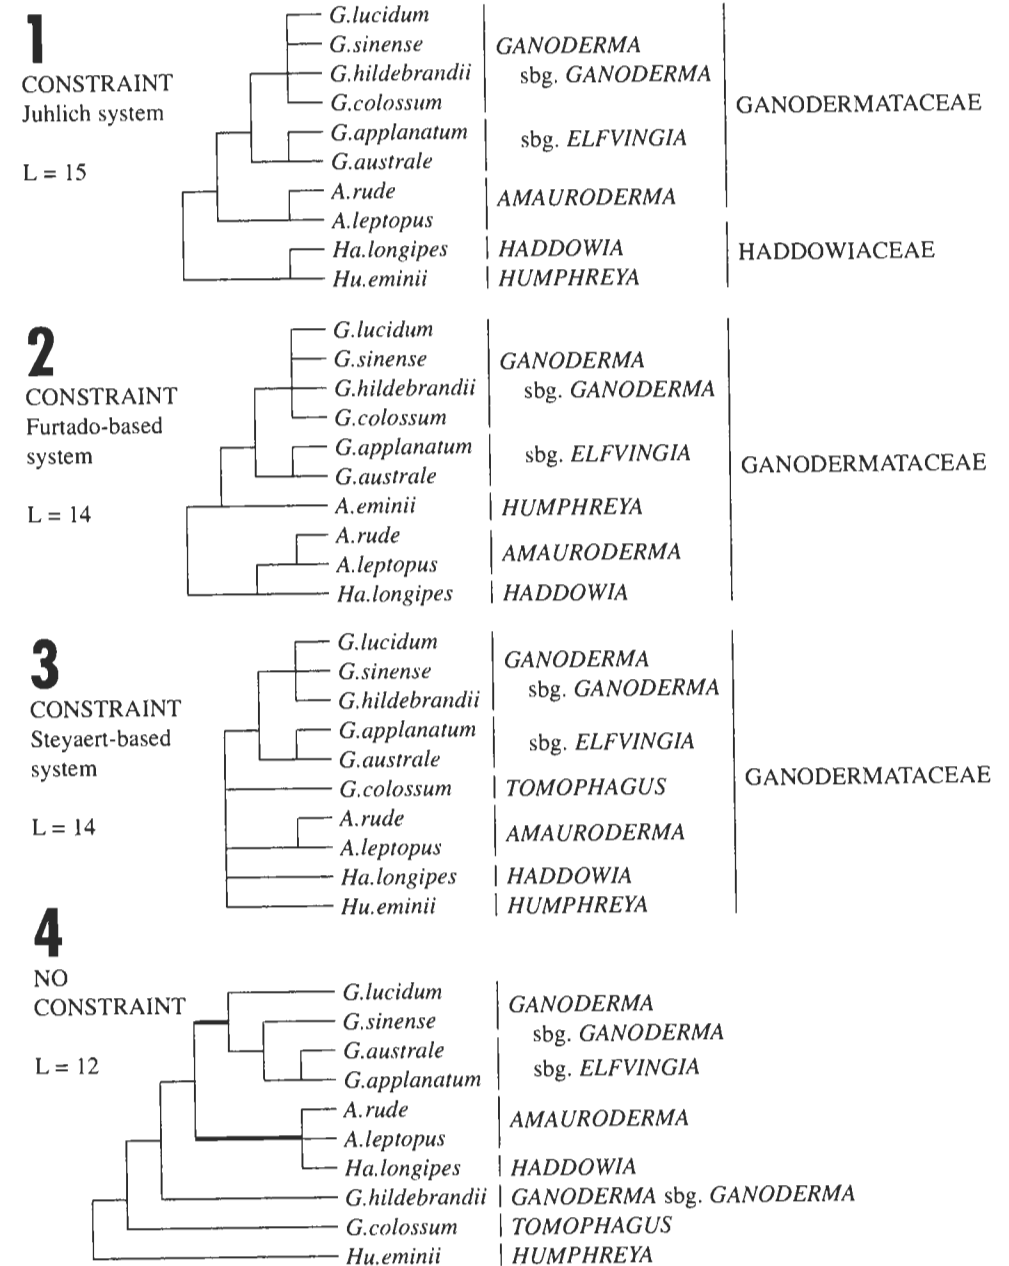 1
CONSTRAINT
Juhlich system
L = 15
G.lucidum
G.sinense
G.hildebrandii
G.colossum
G.applanatum
G.australe
A.rude
A.leptopus
Ha.longipes
Hu.eminii
GANODERMA
sbg. GANODERMA
sbg. ELFVINGIA
AMAURODERMA
HADDOWIA
HUMPHREYA
GANODERMATACEAE
HADDOWIACEAE
2
CONSTRAINT
Furtado-based
system
L = 14
G.lucidum
G.sinense
G.hildebrandii
G.colossum
G.applanatum
G.australe
A.eminii
A.rude
A.leptopus
Ha.longipes
GANODERMA
sbg. GANODERMA
sbg. ELFVINGIA
HUMPHREYA
AMAURODERMA
HADDOWIA
GANODERMATACEAE
3
CONSTRAINT
Steyaert-based
system
L = 14
G.lucidum
G.sinense
G.hildebrandii
G.applanatum
G.australe
G.colossum
A.rude
A.leptopus
Ha.longipes
Hu.eminii
GANODERMA
sbg. GANODERMA
sbg. ELFVINGIA
TOMOPHAGUS
AMAURODERMA
HADDOWIA
HUMPHREYA
GANODERMATACEAE
4
NO
CONSTRAINT
L = 12
G.lucidum
G.sinense
G.australe
G.applanatum
A.rude
A.leptopus
Ha.longipes
G.hildebrandii
G.colossum
Hu.eminii
GANODERMA
sbg. GANODERMA
sbg. ELFVINGIA
AMAURODERMA
HADDOWIA
GANODERMA sbg. GANODERMA
TOMOPHAGUS
HUMPHREYA